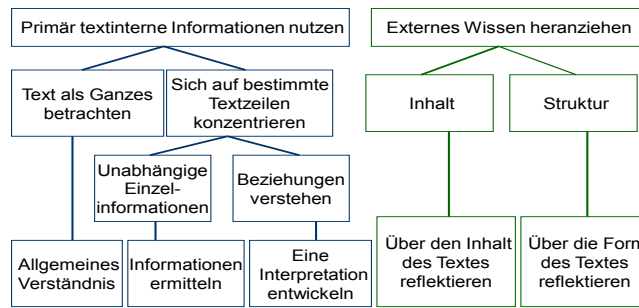 Primär textinterne Informationen nutzen
Externes Wissen heranziehen
Text als Ganzes
betrachten
Sich auf bestimmte
Textzeilen
konzentrieren
Inhalt
Struktur
Unabhängige
Einzel-
informationen
Beziehungen
verstehen
Allgemeines
Verständnis
Informationen
ermitteln
Eine
Interpretation
entwickeln
Über den Inhalt
des Textes
reflektieren
Über die Form
des Textes
reflektieren